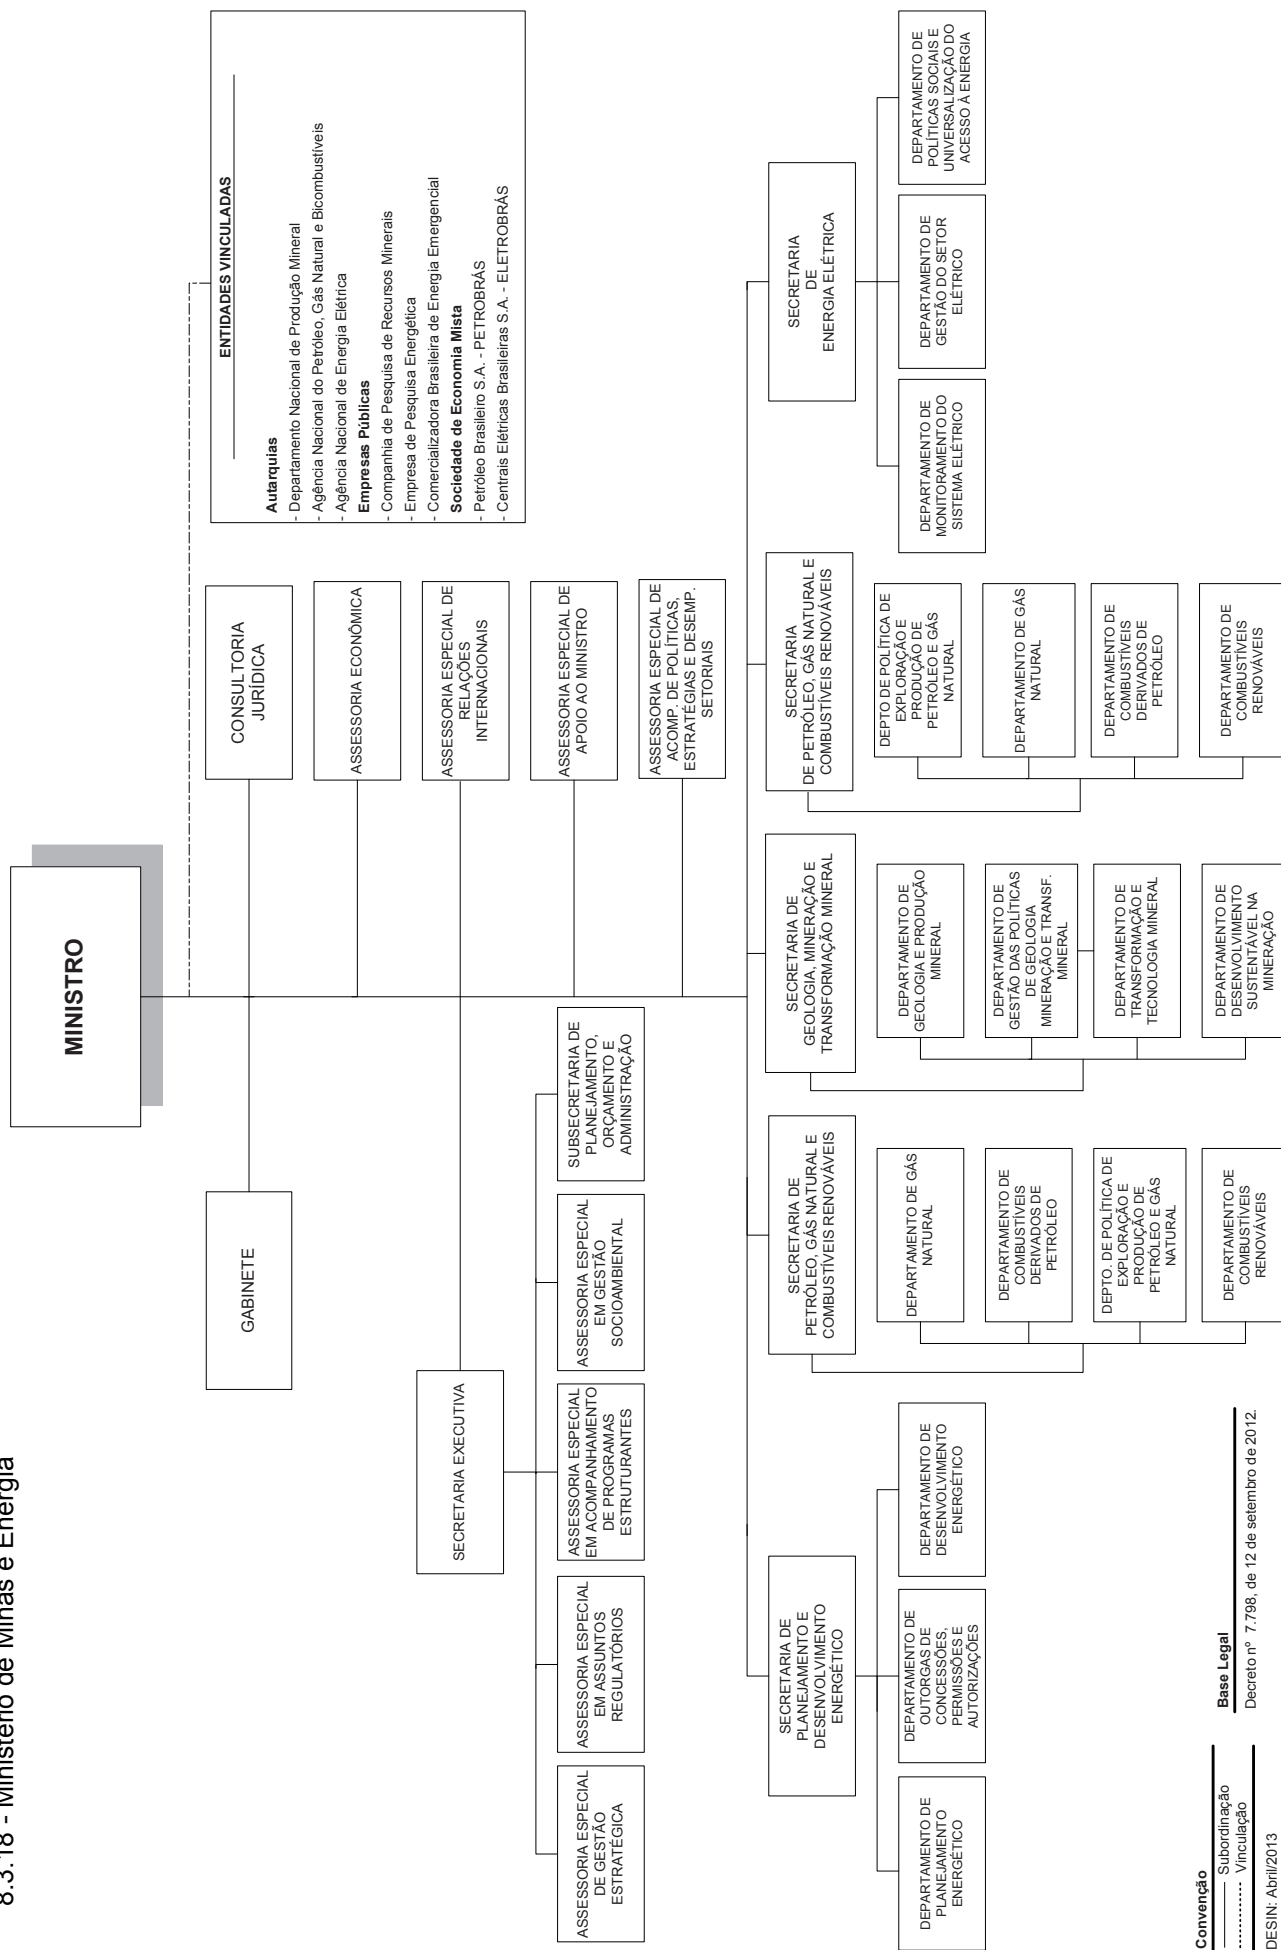 8.3.18 - Ministério de Minas e Energia
MINISTRO
GABINETE
CONSULTORIA
JURÍDICA
ENTIDADES VINCULADAS
Autarquias
- Departamento Nacional de Produção Mineral
- Agência Nacional do Petróleo, Gás Natural e Bicombustíveis
- Agência Nacional de Energia Elétrica
Empresas Públicas
- Companhia de Pesquisa de Recursos Minerais
- Empresa de Pesquisa Energética
- Comercializadora Brasileira de Energia Emergencial
Sociedade de Economia Mista
- Petróleo Brasileiro S.A. - PETROBRÁS
- Centrais Elétricas Brasileiras S.A. - ELETROBRÁS
ASSESSORIA ECONÔMICA
SECRETARIA EXECUTIVA
ASSESSORIA ESPECIAL DE
RELAÇÕES
INTERNACIONAIS
ASSESSORIA ESPECIAL DE
APOIO AO MINISTRO
ASSESSORIA ESPECIAL DE
ACOMP. DE POLÍTICAS,
ESTRATÉGIAS E DESEMP.
SETORIAIS
ASSESSORIA ESPECIAL
DE GESTÃO
ESTRATÉGICA
ASSESSORIA ESPECIAL
EM ASSUNTOS
REGULATÓRIOS
ASSESSORIA ESPECIAL
EM ACOMPANHAMENTO
DE PROGRAMAS
ESTRUTURANTES
ASSESSORIA ESPECIAL
EM GESTÃO
SOCIOAMBIENTAL
SUBSECRETARIA DE
PLANEJAMENTO,
ORÇAMENTO E
ADMINISTRAÇÃO
SECRETARIA DE
PLANEJAMENTO E
DESENVOLVIMENTO
ENERGÉTICO
DEPARTAMENTO DE
PLANEJAMENTO
ENERGÉTICO
DEPARTAMENTO DE
OUTORGAS DE
CONCESSÕES,
PERMISSÕES E
AUTORIZAÇÕES
DEPARTAMENTO DE
DESENVOLVIMENTO
ENERGÉTICO
SECRETARIA DE
PETRÓLEO, GÁS NATURAL E
COMBUSTÍVEIS RENOVÁVEIS
DEPARTAMENTO DE GÁS
NATURAL
DEPARTAMENTO DE
COMBUSTÍVEIS
DERIVADOS DE
PETRÓLEO
DEPTO. DE POLÍTICA DE
EXPLORAÇÃO E
PRODUÇÃO DE
PETRÓLEO E GÁS
NATURAL
DEPARTAMENTO DE
COMBUSTÍVEIS
RENOVÁVEIS
SECRETARIA DE
GEOLOGIA, MINERAÇÃO E
TRANSFORMAÇÃO MINERAL
DEPARTAMENTO DE
GEOLOGIA E PRODUÇÃO
MINERAL
DEPARTAMENTO DE
GESTÃO DAS POLÍTICAS
DE GEOLOGIA
MINERAÇÃO E TRANSF.
MINERAL
DEPARTAMENTO DE
TRANSFORMAÇÃO E
TECNOLOGIA MINERAL
DEPARTAMENTO DE
DESENVOLVIMENTO
SUSTENTÁVEL NA
MINERAÇÃO
SECRETARIA
DE PETRÓLEO, GÁS NATURAL E
COMBUSTÍVEIS RENOVÁVEIS
DEPTO DE POLÍTICA DE
EXPLORAÇÃO E
PRODUÇÃO DE
PETRÓLEO E GÁS
NATURAL
DEPARTAMENTO DE GÁS
NATURAL
DEPARTAMENTO DE
COMBUSTÍVEIS
DERIVADOS DE
PETRÓLEO
DEPARTAMENTO DE
COMBUSTÍVEIS
RENOVÁVEIS
SECRETARIA
DE
ENERGIA ELÉTRICA
DEPARTAMENTO DE
MONITORAMENTO DO
SISTEMA ELÉTRICO
DEPARTAMENTO DE
GESTÃO DO SETOR
ELÉTRICO
DEPARTAMENTO DE
POLÍTICAS SOCIAIS E
UNIVERSALIZAÇÃO DO
ACESSO À ENERGIA
Convenção
Subordinação
Vinculação
DESIN: Abril/2013
Base Legal
Decreto nº 7.798, de 12 de setembro de 2012.